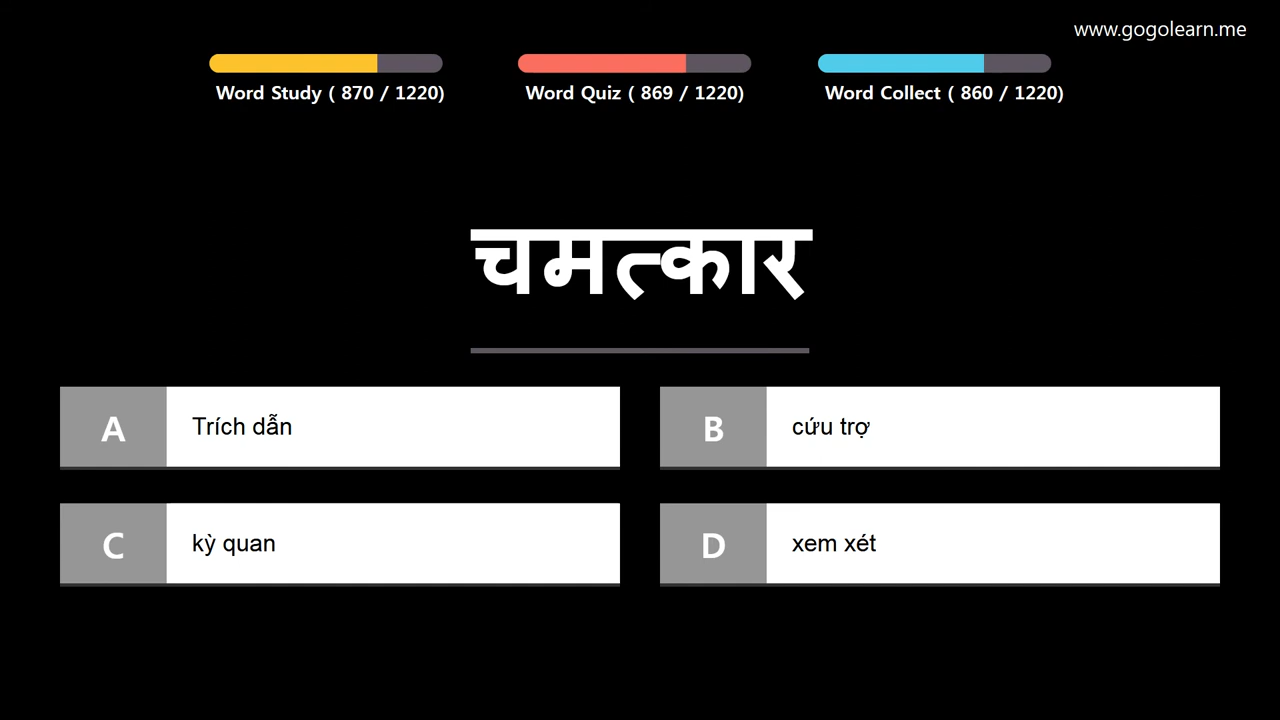 www.gogolearn.me
Word Study ( 870 / 1220)
Word Quiz ( 869 / 1220)
Word Collect ( 860 / 1220)
चमत्कार
A Trích dẫn
B cứu trợ
C kỳ quan
D xem xét